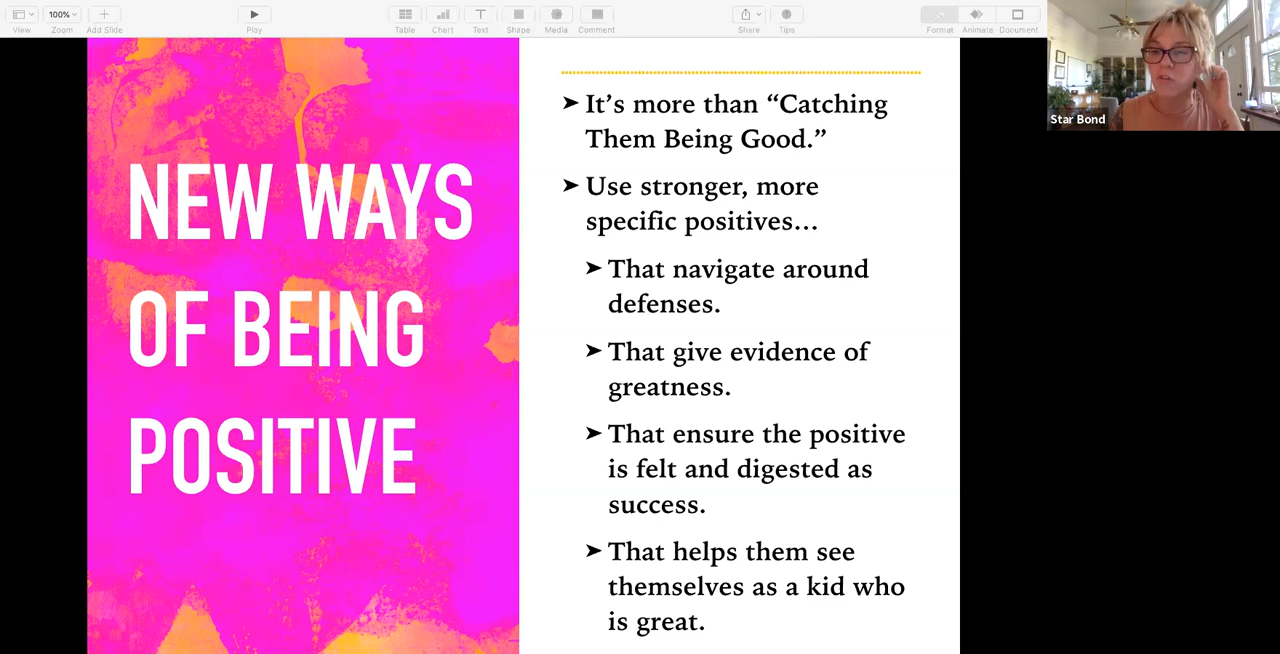 100%
View
Zoom
Add Slide
Play
Table
Chart
Text
Shape
Media
Comment
Share
Tips
Format
Animate
Document
Star Bond
NEW WAYS
OF BEING
POSITIVE
➤ It’s more than “Catching
Them Being Good.”
➤ Use stronger, more
specific positives…
➤ That navigate around
defenses.
➤ That give evidence of
greatness.
➤ That ensure the positive
is felt and digested as
success.
➤ That helps them see
themselves as a kid who
is great.